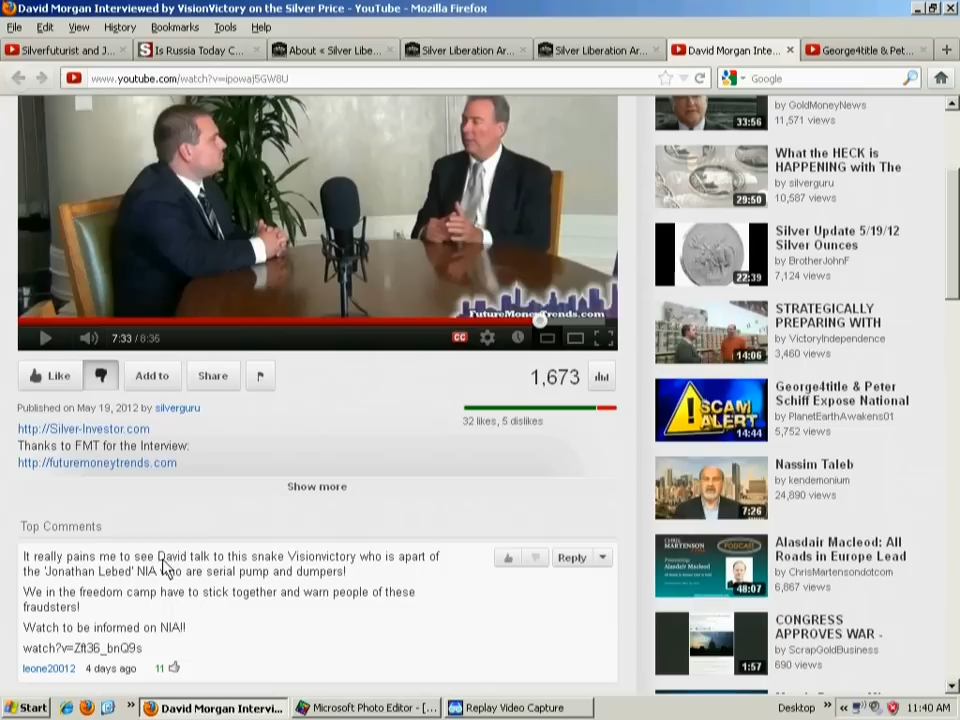 David Morgan Interviewed by VisionVictory on the Silver Price - YouTube - Mozilla Firefox
File Edit View History Bookmarks Tools Help
Silverfuturist and J...
Is Russia Today C...
About « Silver Libe...
Silver Liberation Ar...
Silver Liberation Ar...
David Morgan Inte...
George4title & Pet...
www.youtube.com/watch?v=ipowaj5GW8U
Google
FutureMoneyTrends.com
7:33 / 8:36
CC
Like
Add to
Share
1,673
Published on May 19, 2012 by silverguru
32 likes, 5 dislikes
http://Silver-Investor.com
Thanks to FMT for the Interview:
http://futuremoneytrends.com
Show more
Top Comments
It really pains me to see David talk to this snake Visionvictory who is apart of
the 'Jonathan Lebed' NIA who are serial pump and dumpers!
We in the freedom camp have to stick together and warn people of these
fraudsters!
Watch to be informed on NIA!!
watch?v=Zft36_bnQ9s
leone20012 4 days ago 11
Reply
33:56
by GoldMoneyNews
11,571 views
What the HECK is
HAPPENING with The
by silverguru
10,587 views
29:50
Silver Update 5/19/12
Silver Ounces
by BrotherJohnF
7,124 views
22:39
STRATEGICALLY
PREPARING WITH
by VictoryIndependence
3,460 views
14:06
George4title & Peter
Schiff Expose National
by PlanetEarthAwakens01
5,752 views
SCAM
ALERT
14:44
Nassim Taleb
by kendemonium
24,890 views
7:26
Alasdair Macleod: All
Roads in Europe Lead
by ChrisMartensondotcom
6,867 views
CHRIS
MARTENSON
PODCAST
48:07
CONGRESS
APPROVES WAR -
by ScrapGoldBusiness
690 views
1:57
Start
David Morgan Intervi...
Microsoft Photo Editor - [...
Replay Video Capture
Desktop
11:40 AM